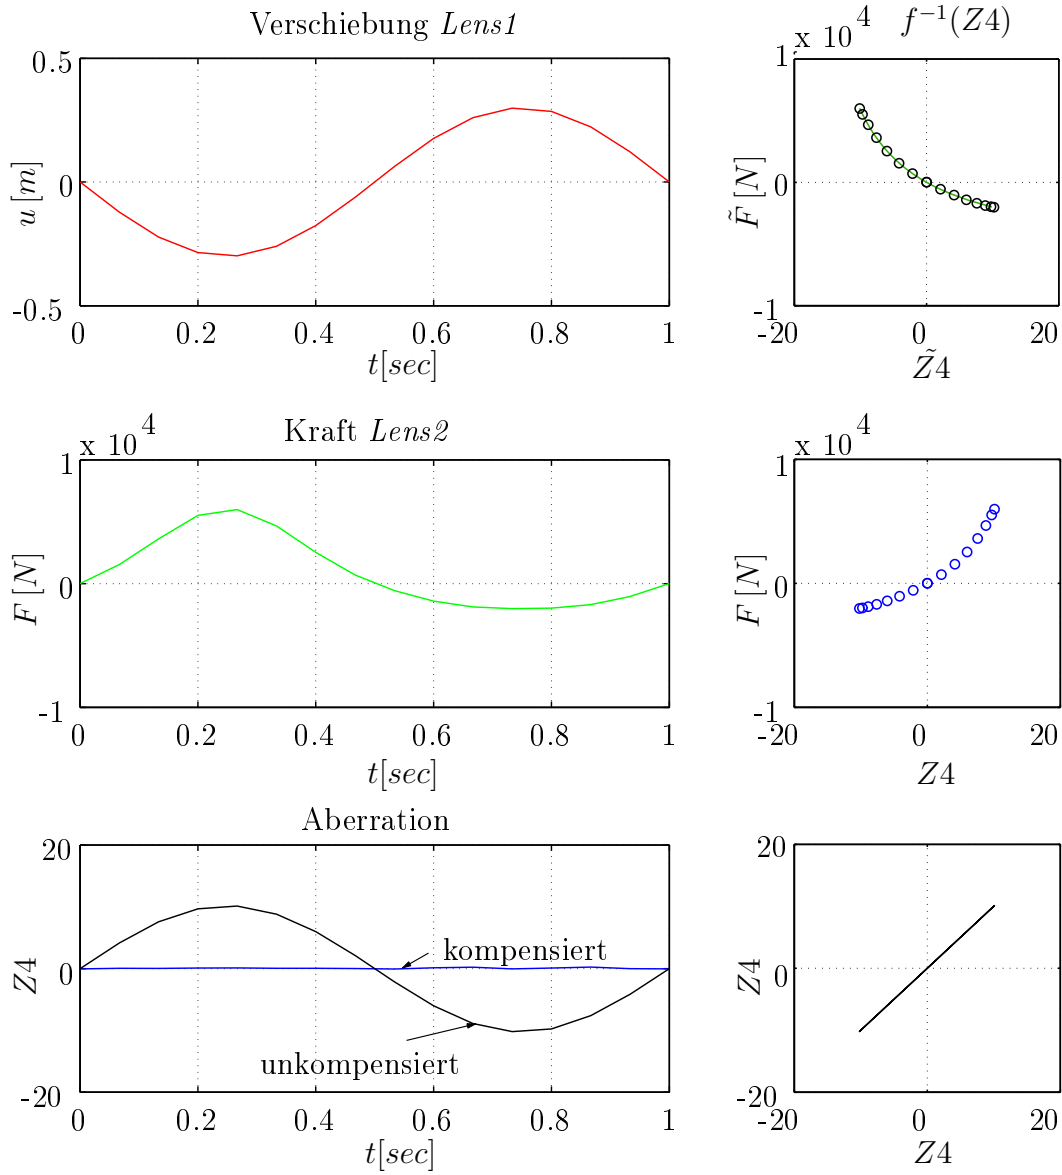 Verschiebung Lens1
0.5
0
-0.5
u [m]
0 0.2 0.4 0.6 0.8 1
t[sec]
x 10^4 f^{-1}(Z4)
1
0
-1
F̃ [N]
-20 0 20
Z̃4
Kraft Lens2
x 10^4
1
0
-1
F [N]
0 0.2 0.4 0.6 0.8 1
t[sec]
x 10^4
1
0
-1
F [N]
-20 0 20
Z4
Aberration
20
0
-20
Z4
kompensiert
unkompensiert
0 0.2 0.4 0.6 0.8 1
t[sec]
20
0
-20
Z4
-20 0 20
Z4